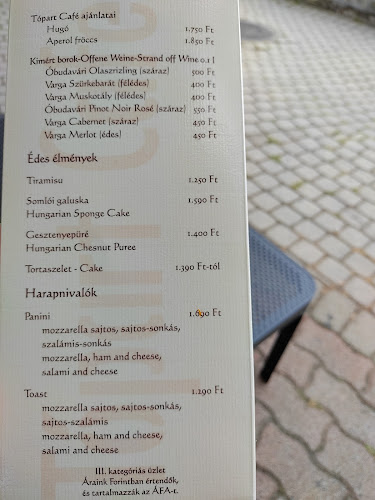 Tópart Café ajánlatai
Hugó 1.750 Ft
Aperol fröccs 1.850 Ft
Kimért borok-Offene Weine-Strand off Wine 0.1 l
Óbudavári Olaszrizling (száraz) 500 Ft
Varga Szürkebarát (félédes) 400 Ft
Varga Muskotály (félédes) 400 Ft
Óbudavári Pinot Noir Rosé (száraz) 550 Ft
Varga Cabernet (száraz) 450 Ft
Varga Merlot (édes) 450 Ft
Édes élmények
Tiramisu 1.250 Ft
Somlói galuska 1.590 Ft
Hungarian Sponge Cake
Gesztenyepüré 1.400 Ft
Hungarian Chesnut Puree
Tortaszelet - Cake 1.390 Ft-tól
Harapnivalók
Panini 1.690 Ft
mozzarella sajtos, sajtos-sonkás,
szalámis-sonkás
mozzarella, ham and cheese,
salami and cheese
Toast 1.290 Ft
mozzarella sajtos, sajtos-sonkás,
sajtos-szalámis
mozzarella, ham and cheese,
salami and cheese
III. kategóriás üzlet
Áraink Forintban értendők,
és tartalmazzák az ÁFA-t.